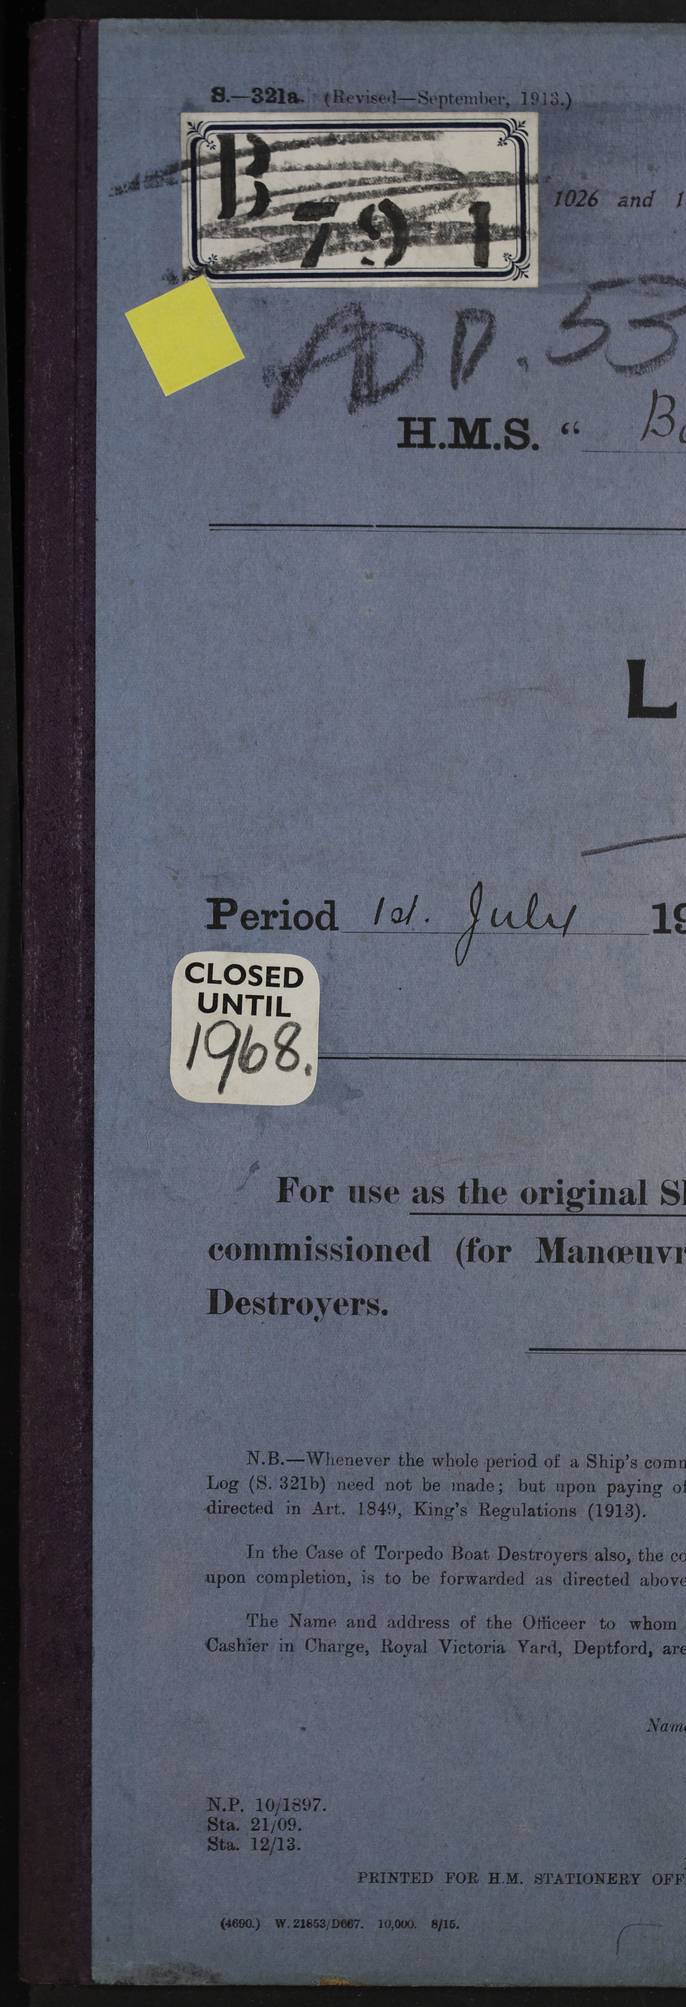 S.—321a. (Revised—September, 1913.)
B
791
1026 and 1
ADD. 53
H.M.S. “ Ba
L
Period 1st. July 19
CLOSED
UNTIL
1968.
For use as the original Sh
commissioned (for Manœuvr
Destroyers.
N.B.—Whenever the whole period of a Ship's comm
Log (S. 321b) need not be made; but upon paying of
directed in Art. 1849, King's Regulations (1913).
In the Case of Torpedo Boat Destroyers also, the co
upon completion, is to be forwarded as directed above
The Name and address of the Officeer to whom
Cashier in Charge, Royal Victoria Yard, Deptford, are
Name
N.P. 10/1897.
Sta. 21/09.
Sta. 12/13.
PRINTED FOR H.M. STATIONERY OFF
(4690.) W. 21853/D667. 10,000. 8/15.